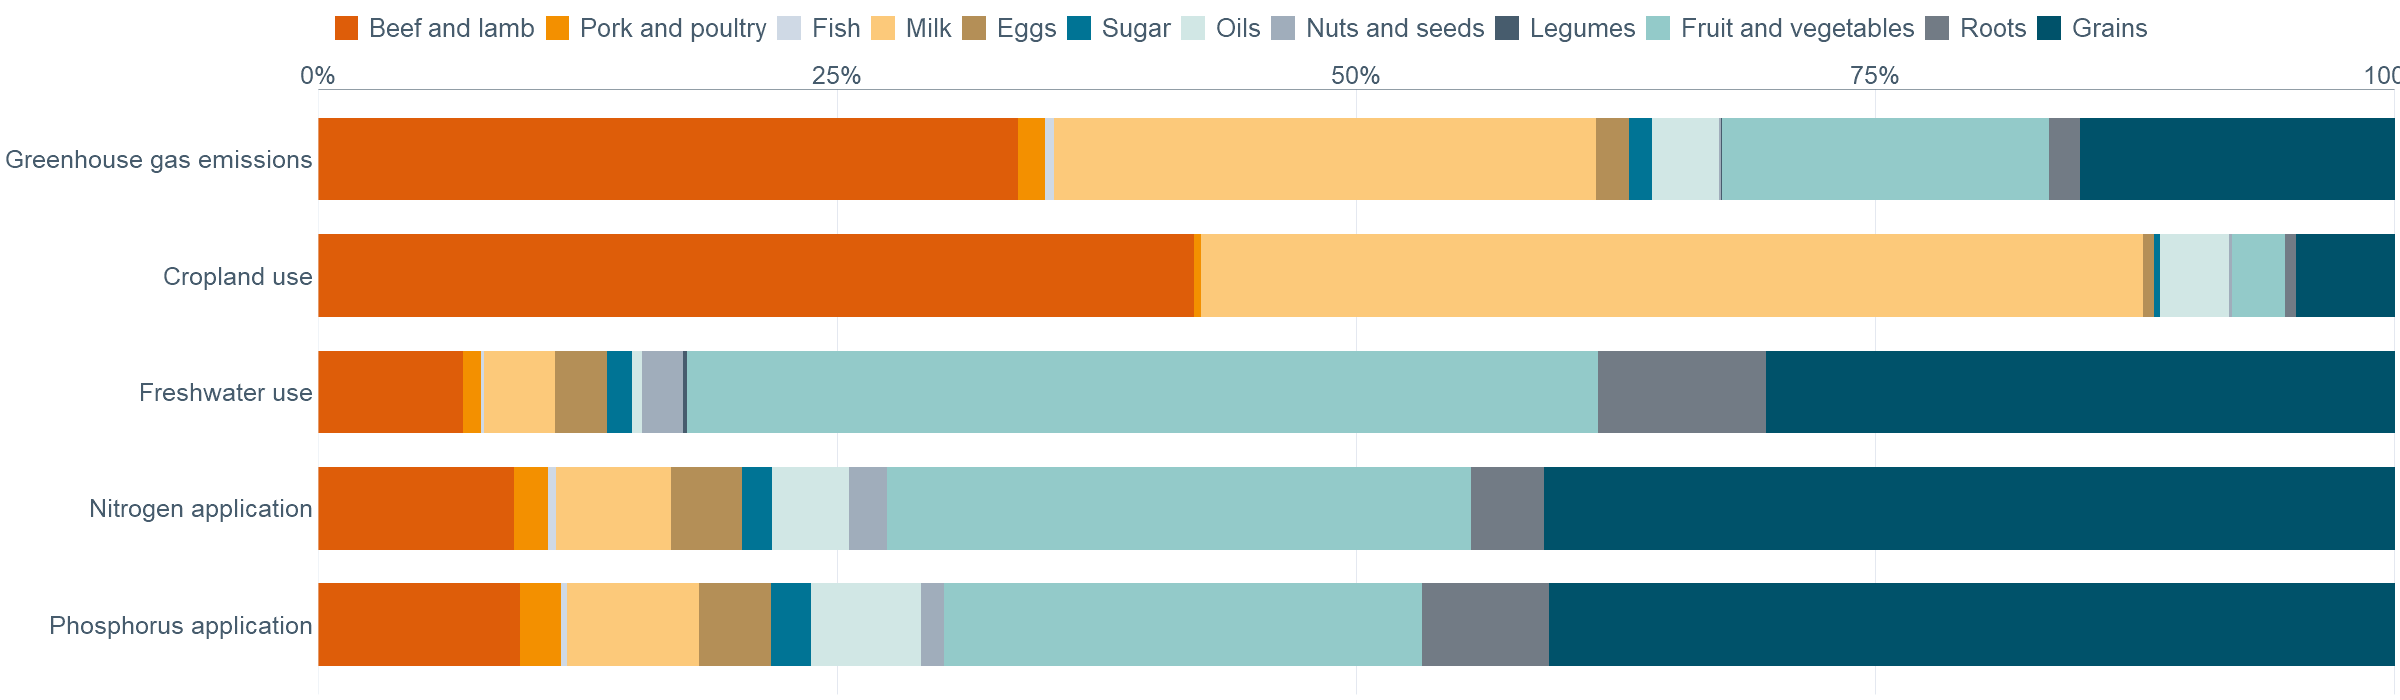 Beef and lamb Pork and poultry Fish Milk Eggs Sugar Oils Nuts and seeds Legumes Fruit and vegetables Roots Grains
0% 25% 50% 75% 100
Greenhouse gas emissions
Cropland use
Freshwater use
Nitrogen application
Phosphorus application